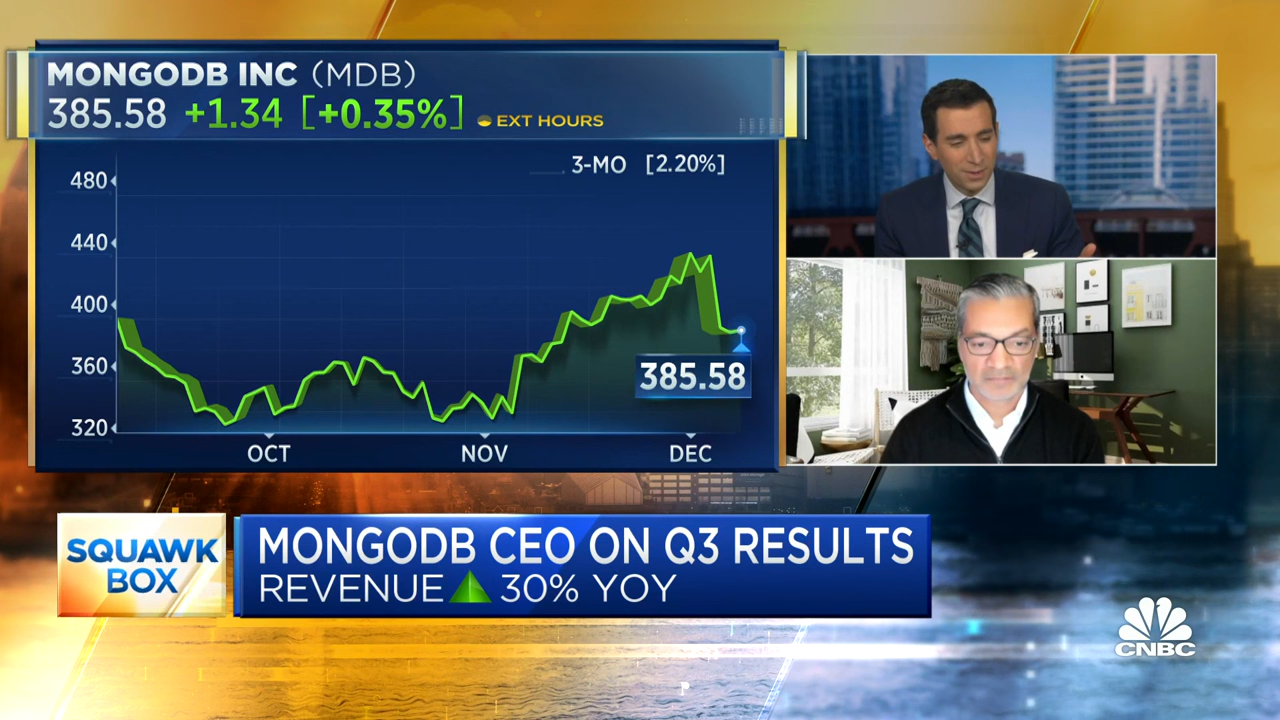 MONGODB INC (MDB)
385.58 +1.34 [+0.35%] EXT HOURS
3-MO [2.20%]
480
440
400
360
320
385.58
OCT NOV DEC
SQUAWK
BOX
MONGODB CEO ON Q3 RESULTS
REVENUE 30% YOY
CNBC